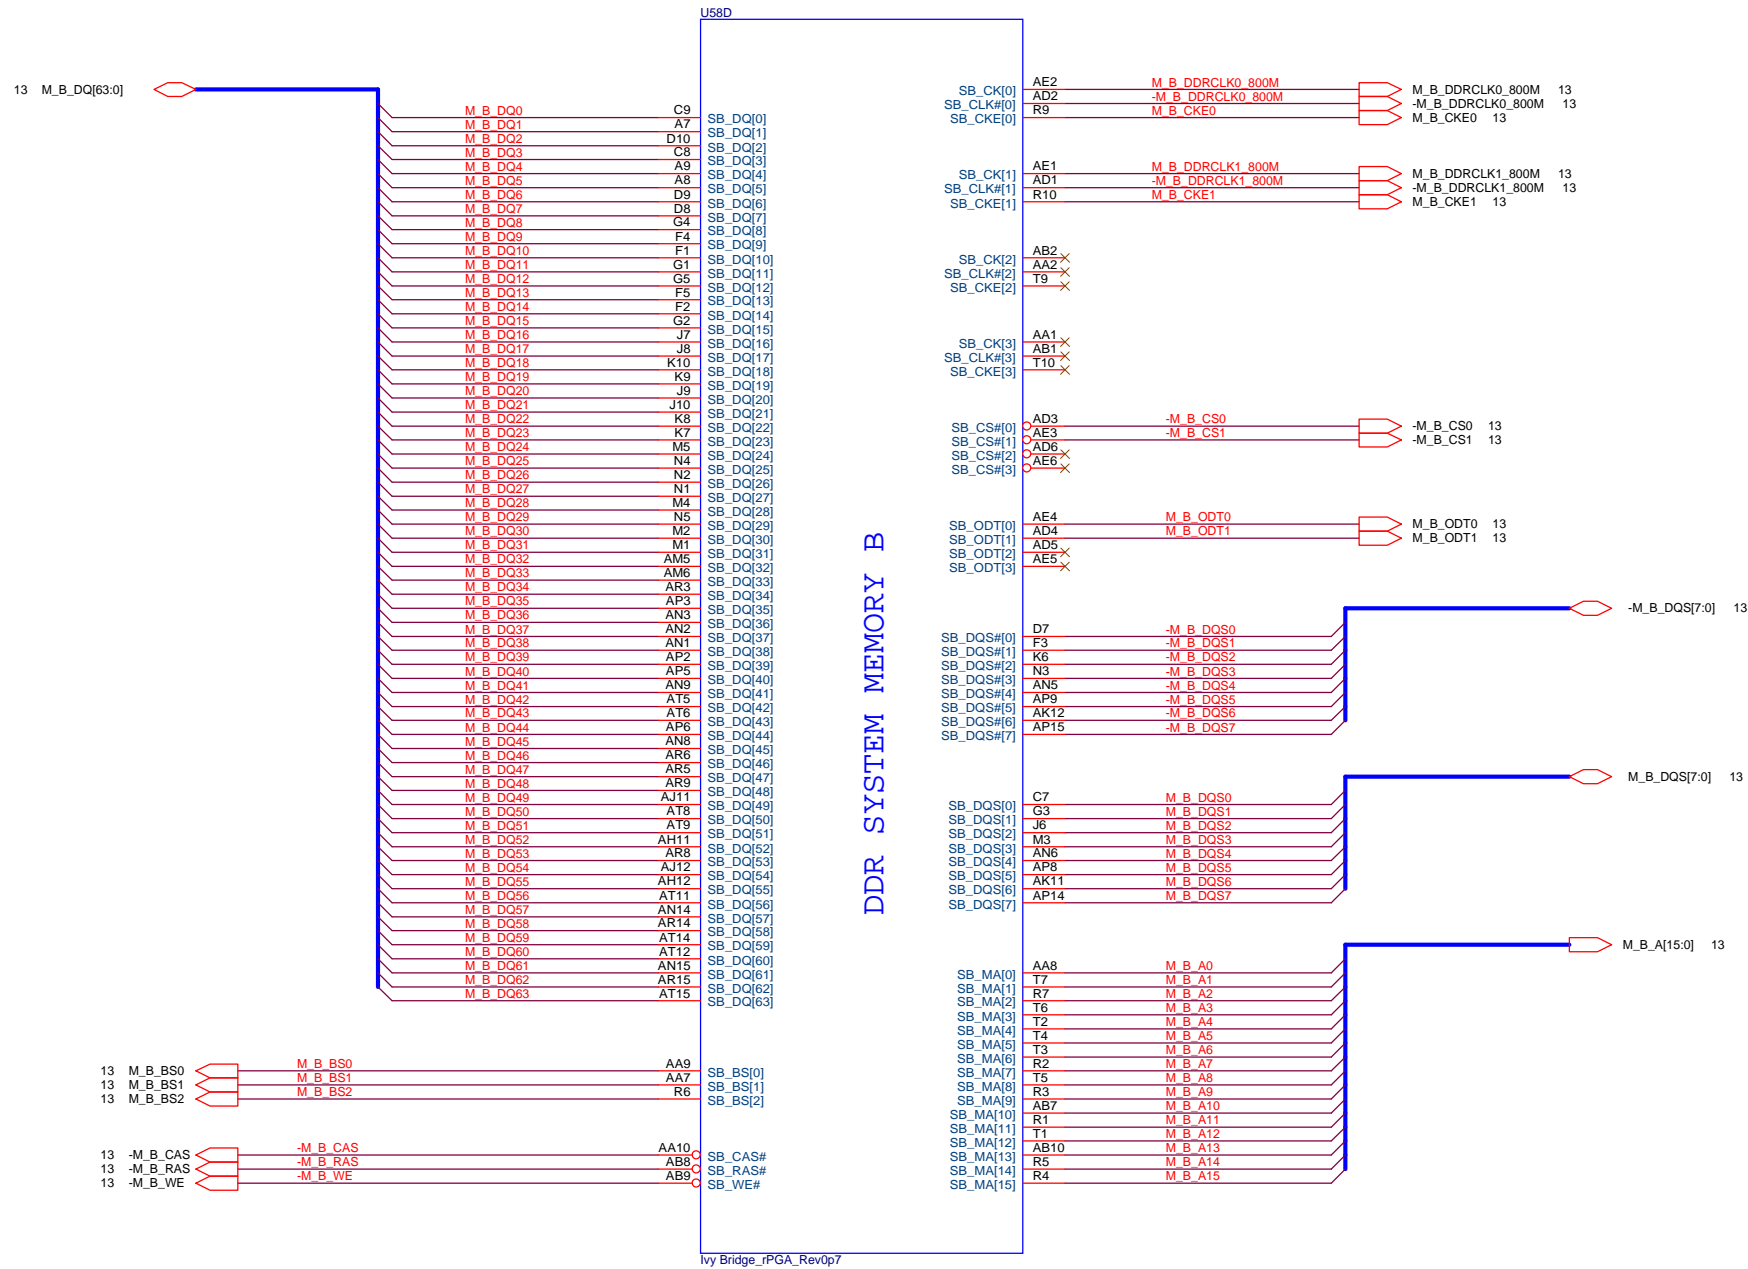 U58D
13 M_B_DQ[63:0]
M_B_DQ0 C9 SB_DQ[0]
M_B_DQ1 A7 SB_DQ[1]
M_B_DQ2 D10 SB_DQ[2]
M_B_DQ3 C8 SB_DQ[3]
M_B_DQ4 A9 SB_DQ[4]
M_B_DQ5 A8 SB_DQ[5]
M_B_DQ6 D9 SB_DQ[6]
M_B_DQ7 D8 SB_DQ[7]
M_B_DQ8 G4 SB_DQ[8]
M_B_DQ9 F4 SB_DQ[9]
M_B_DQ10 F1 SB_DQ[10]
M_B_DQ11 G1 SB_DQ[11]
M_B_DQ12 G5 SB_DQ[12]
M_B_DQ13 F5 SB_DQ[13]
M_B_DQ14 F2 SB_DQ[14]
M_B_DQ15 G2 SB_DQ[15]
M_B_DQ16 J7 SB_DQ[16]
M_B_DQ17 J8 SB_DQ[17]
M_B_DQ18 K10 SB_DQ[18]
M_B_DQ19 K9 SB_DQ[19]
M_B_DQ20 J9 SB_DQ[20]
M_B_DQ21 J10 SB_DQ[21]
M_B_DQ22 K8 SB_DQ[22]
M_B_DQ23 K7 SB_DQ[23]
M_B_DQ24 M5 SB_DQ[24]
M_B_DQ25 N4 SB_DQ[25]
M_B_DQ26 N2 SB_DQ[26]
M_B_DQ27 N1 SB_DQ[27]
M_B_DQ28 M4 SB_DQ[28]
M_B_DQ29 N5 SB_DQ[29]
M_B_DQ30 M2 SB_DQ[30]
M_B_DQ31 M1 SB_DQ[31]
M_B_DQ32 AM5 SB_DQ[32]
M_B_DQ33 AM6 SB_DQ[33]
M_B_DQ34 AR3 SB_DQ[34]
M_B_DQ35 AP3 SB_DQ[35]
M_B_DQ36 AN3 SB_DQ[36]
M_B_DQ37 AN2 SB_DQ[37]
M_B_DQ38 AN1 SB_DQ[38]
M_B_DQ39 AP2 SB_DQ[39]
M_B_DQ40 AP5 SB_DQ[40]
M_B_DQ41 AN9 SB_DQ[41]
M_B_DQ42 AT5 SB_DQ[42]
M_B_DQ43 AT6 SB_DQ[43]
M_B_DQ44 AP6 SB_DQ[44]
M_B_DQ45 AN8 SB_DQ[45]
M_B_DQ46 AR6 SB_DQ[46]
M_B_DQ47 AR5 SB_DQ[47]
M_B_DQ48 AR9 SB_DQ[48]
M_B_DQ49 AJ11 SB_DQ[49]
M_B_DQ50 AT8 SB_DQ[50]
M_B_DQ51 AT9 SB_DQ[51]
M_B_DQ52 AH11 SB_DQ[52]
M_B_DQ53 AR8 SB_DQ[53]
M_B_DQ54 AJ12 SB_DQ[54]
M_B_DQ55 AH12 SB_DQ[55]
M_B_DQ56 AT11 SB_DQ[56]
M_B_DQ57 AN14 SB_DQ[57]
M_B_DQ58 AR14 SB_DQ[58]
M_B_DQ59 AT14 SB_DQ[59]
M_B_DQ60 AT12 SB_DQ[60]
M_B_DQ61 AN15 SB_DQ[61]
M_B_DQ62 AR15 SB_DQ[62]
M_B_DQ63 AT15 SB_DQ[63]
13 M_B_BS0 M_B_BS0 AA9 SB_BS[0]
13 M_B_BS1 M_B_BS1 AA7 SB_BS[1]
13 M_B_BS2 M_B_BS2 R6 SB_BS[2]
13 -M_B_CAS -M_B_CAS AA10 SB_CAS#
13 -M_B_RAS -M_B_RAS AB8 SB_RAS#
13 -M_B_WE -M_B_WE AB9 SB_WE#
DDR SYSTEM MEMORY B
SB_CK[0] AE2 M_B_DDRCLK0_800M M_B_DDRCLK0_800M 13
SB_CLK#[0] AD2 -M_B_DDRCLK0_800M -M_B_DDRCLK0_800M 13
SB_CKE[0] R9 M_B_CKE0 M_B_CKE0 13
SB_CK[1] AE1 M_B_DDRCLK1_800M M_B_DDRCLK1_800M 13
SB_CLK#[1] AD1 -M_B_DDRCLK1_800M -M_B_DDRCLK1_800M 13
SB_CKE[1] R10 M_B_CKE1 M_B_CKE1 13
SB_CK[2] AB2
SB_CLK#[2] AA2
SB_CKE[2] T9
SB_CK[3] AA1
SB_CLK#[3] AB1
SB_CKE[3] T10
SB_CS#[0] AD3 -M_B_CS0 -M_B_CS0 13
SB_CS#[1] AE3 -M_B_CS1 -M_B_CS1 13
SB_CS#[2] AD6
SB_CS#[3] AE6
SB_ODT[0] AE4 M_B_ODT0 M_B_ODT0 13
SB_ODT[1] AD4 M_B_ODT1 M_B_ODT1 13
SB_ODT[2] AD5
SB_ODT[3] AE5
-M_B_DQS[7:0] 13
SB_DQS#[0] D7 -M_B_DQS0
SB_DQS#[1] F3 -M_B_DQS1
SB_DQS#[2] K6 -M_B_DQS2
SB_DQS#[3] N3 -M_B_DQS3
SB_DQS#[4] AN5 -M_B_DQS4
SB_DQS#[5] AP9 -M_B_DQS5
SB_DQS#[6] AK12 -M_B_DQS6
SB_DQS#[7] AP15 -M_B_DQS7
M_B_DQS[7:0] 13
SB_DQS[0] C7 M_B_DQS0
SB_DQS[1] G3 M_B_DQS1
SB_DQS[2] J6 M_B_DQS2
SB_DQS[3] M3 M_B_DQS3
SB_DQS[4] AN6 M_B_DQS4
SB_DQS[5] AP8 M_B_DQS5
SB_DQS[6] AK11 M_B_DQS6
SB_DQS[7] AP14 M_B_DQS7
M_B_A[15:0] 13
SB_MA[0] AA8 M_B_A0
SB_MA[1] T7 M_B_A1
SB_MA[2] R7 M_B_A2
SB_MA[3] T6 M_B_A3
SB_MA[4] T2 M_B_A4
SB_MA[5] T4 M_B_A5
SB_MA[6] T3 M_B_A6
SB_MA[7] R2 M_B_A7
SB_MA[8] T5 M_B_A8
SB_MA[9] R3 M_B_A9
SB_MA[10] AB7 M_B_A10
SB_MA[11] R1 M_B_A11
SB_MA[12] T1 M_B_A12
SB_MA[13] AB10 M_B_A13
SB_MA[14] R5 M_B_A14
SB_MA[15] R4 M_B_A15
Ivy Bridge_rPGA_Rev0p7